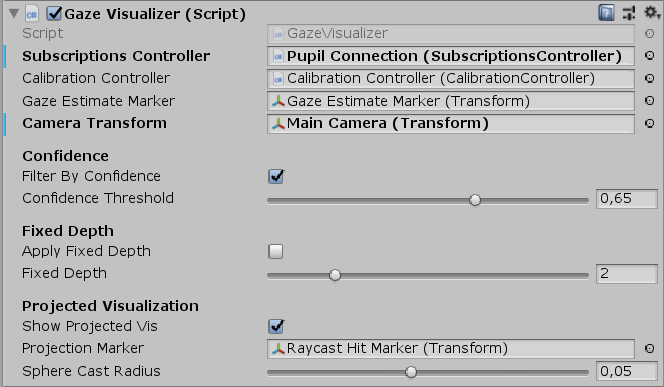 Gaze Visualizer (Script)
Script GazeVisualizer
Subscriptions Controller Pupil Connection (SubscriptionsController)
Calibration Controller Calibration Controller (CalibrationController)
Gaze Estimate Marker Gaze Estimate Marker (Transform)
Camera Transform Main Camera (Transform)
Confidence
Filter By Confidence
Confidence Threshold 0,65
Fixed Depth
Apply Fixed Depth
Fixed Depth 2
Projected Visualization
Show Projected Vis
Projection Marker Raycast Hit Marker (Transform)
Sphere Cast Radius 0,05